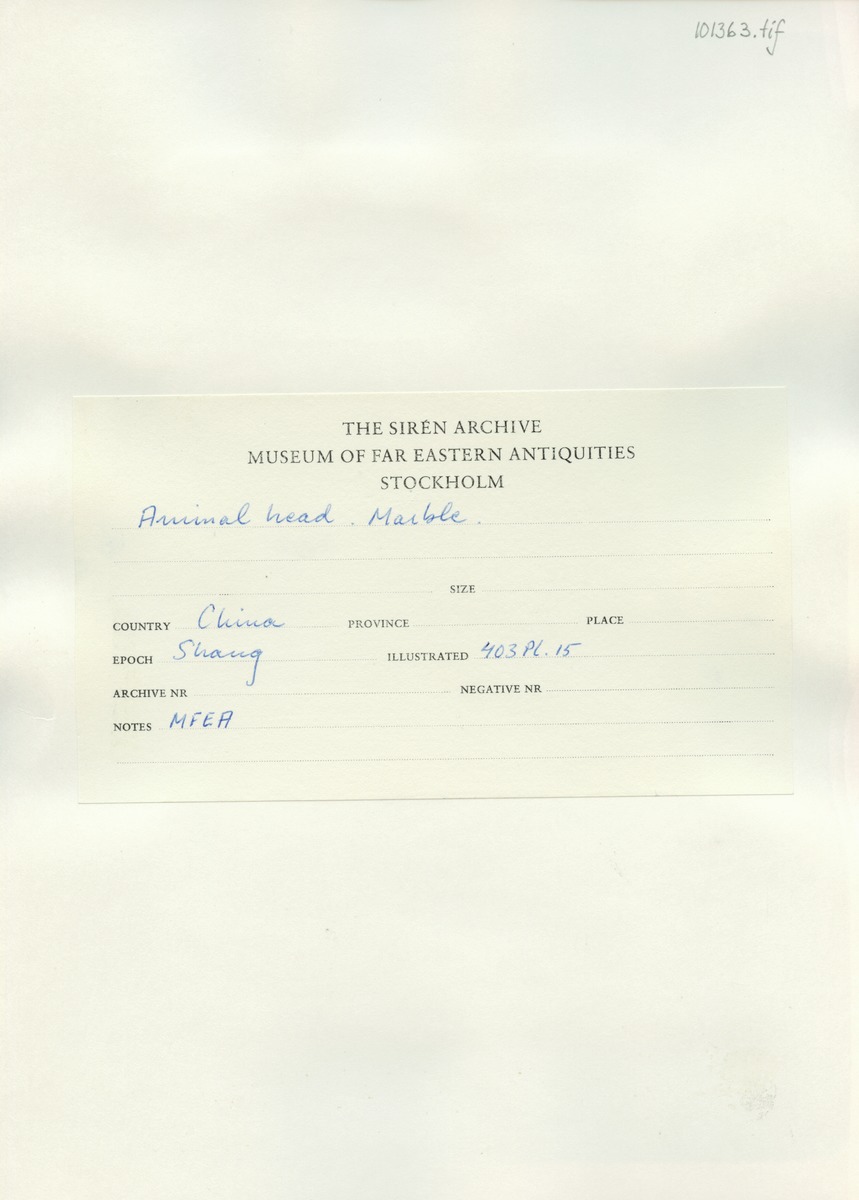 101363.tif
THE SIRÉN ARCHIVE
MUSEUM OF FAR EASTERN ANTIQUITIES
STOCKHOLM
Animal head. Marble.
SIZE
COUNTRY China PROVINCE PLACE
EPOCH Shang ILLUSTRATED 403 Pl. 15
ARCHIVE NR NEGATIVE NR
NOTES MFEA